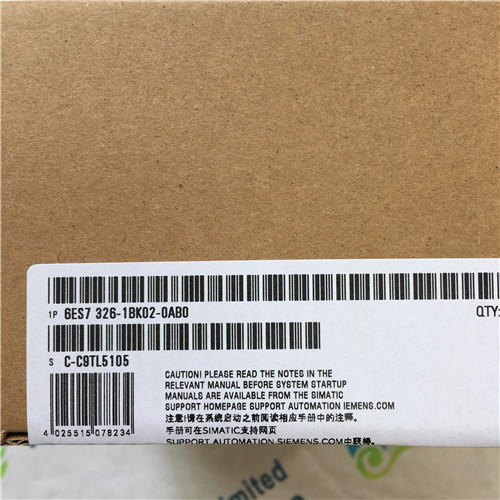 1P 6ES7 326-1BK02-0AB0 QTY:
S C-C9TL5105
CAUTION! PLEASE READ THE NOTES IN THE
RELEVANT MANUAL BEFORE SYSTEM STARTUP
MANUALS ARE AVAILABLE FROM THE SIMATIC
SUPPORT HOMEPAGE SUPPORT AUTOMATION IEMENS.COM
注意!请在系统启动之前阅读相应手册中的注释。
手册可在SIMATIC支持网页
SUPPORT AUTOMATION SIEMENS.COM中获得。
4 025515 078234
Limited